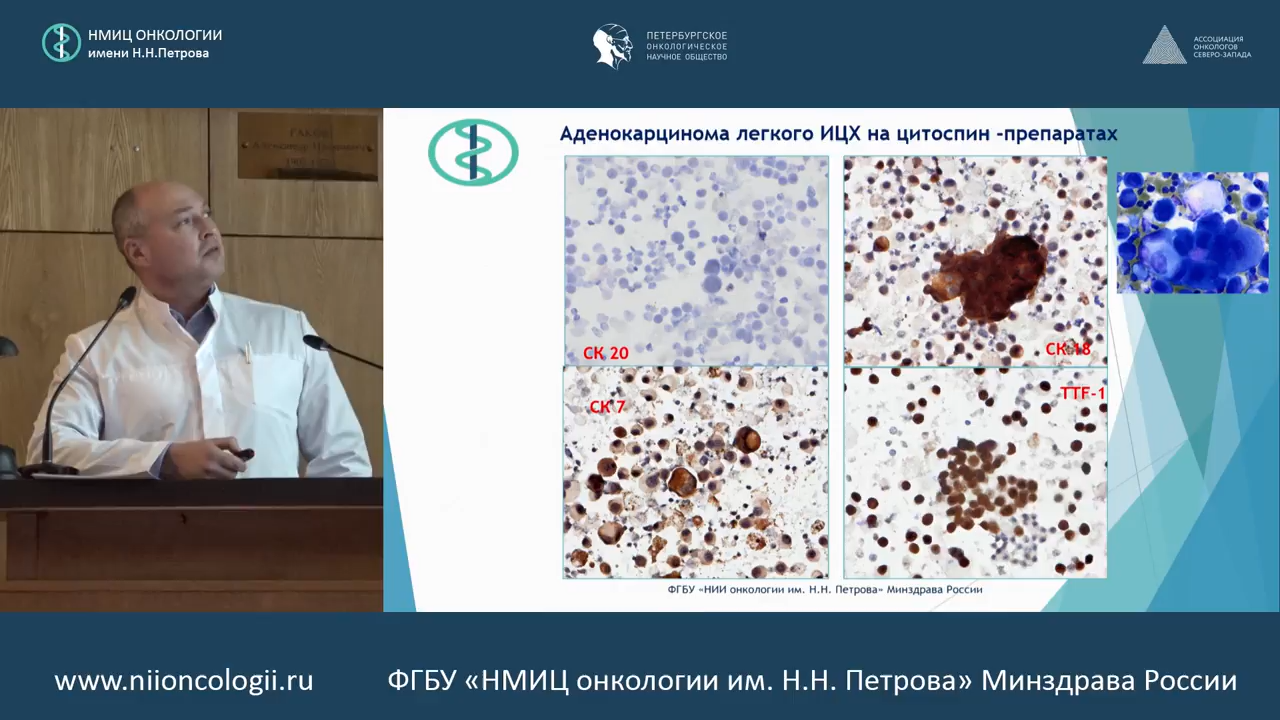 НМИЦ ОНКОЛОГИИ
имени Н.Н.Петрова
ПЕТЕРБУРГСКОЕ
ОНКОЛОГИЧЕСКОЕ
НАУЧНОЕ ОБЩЕСТВО
АССОЦИАЦИЯ
ОНКОЛОГОВ
СЕВЕРО-ЗАПАДА
Аденокарцинома легкого ИЦХ на цитоспин -препаратах
СК 20
СК 18
СК 7
TTF-1
ФГБУ «НИИ онкологии им. Н.Н. Петрова» Минздрава России
www.niioncologii.ru
ФГБУ «НМИЦ онкологии им. Н.Н. Петрова» Минздрава России